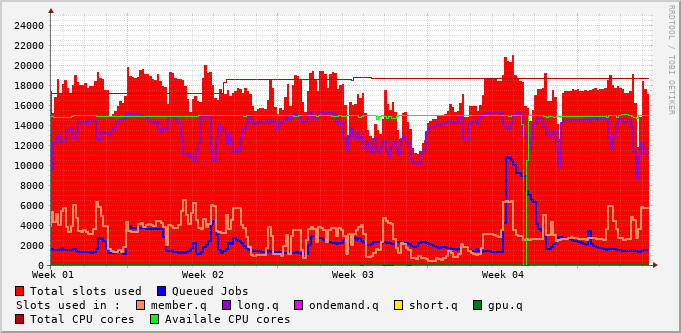 RRDTOOL / TOBI OETIKER
24000
22000
20000
18000
16000
14000
12000
10000
8000
6000
4000
2000
0
Week 01 Week 02 Week 03 Week 04
Total slots used Queued Jobs
Slots used in : member.q long.q ondemand.q short.q gpu.q
Total CPU cores Availale CPU cores